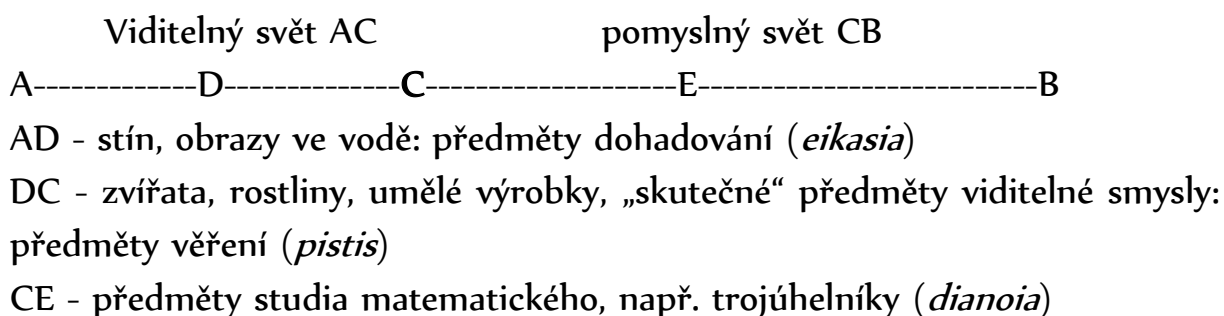 Viditelný svět AC pomyslný svět CB
A-------------D--------------C--------------------E---------------------------B
AD - stín, obrazy ve vodě: předměty dohadování (eikasia)
DC - zvířata, rostliny, umělé výrobky, „skutečné“ předměty viditelné smysly:
předměty věření (pistis)
CE - předměty studia matematického, např. trojúhelníky (dianoia)